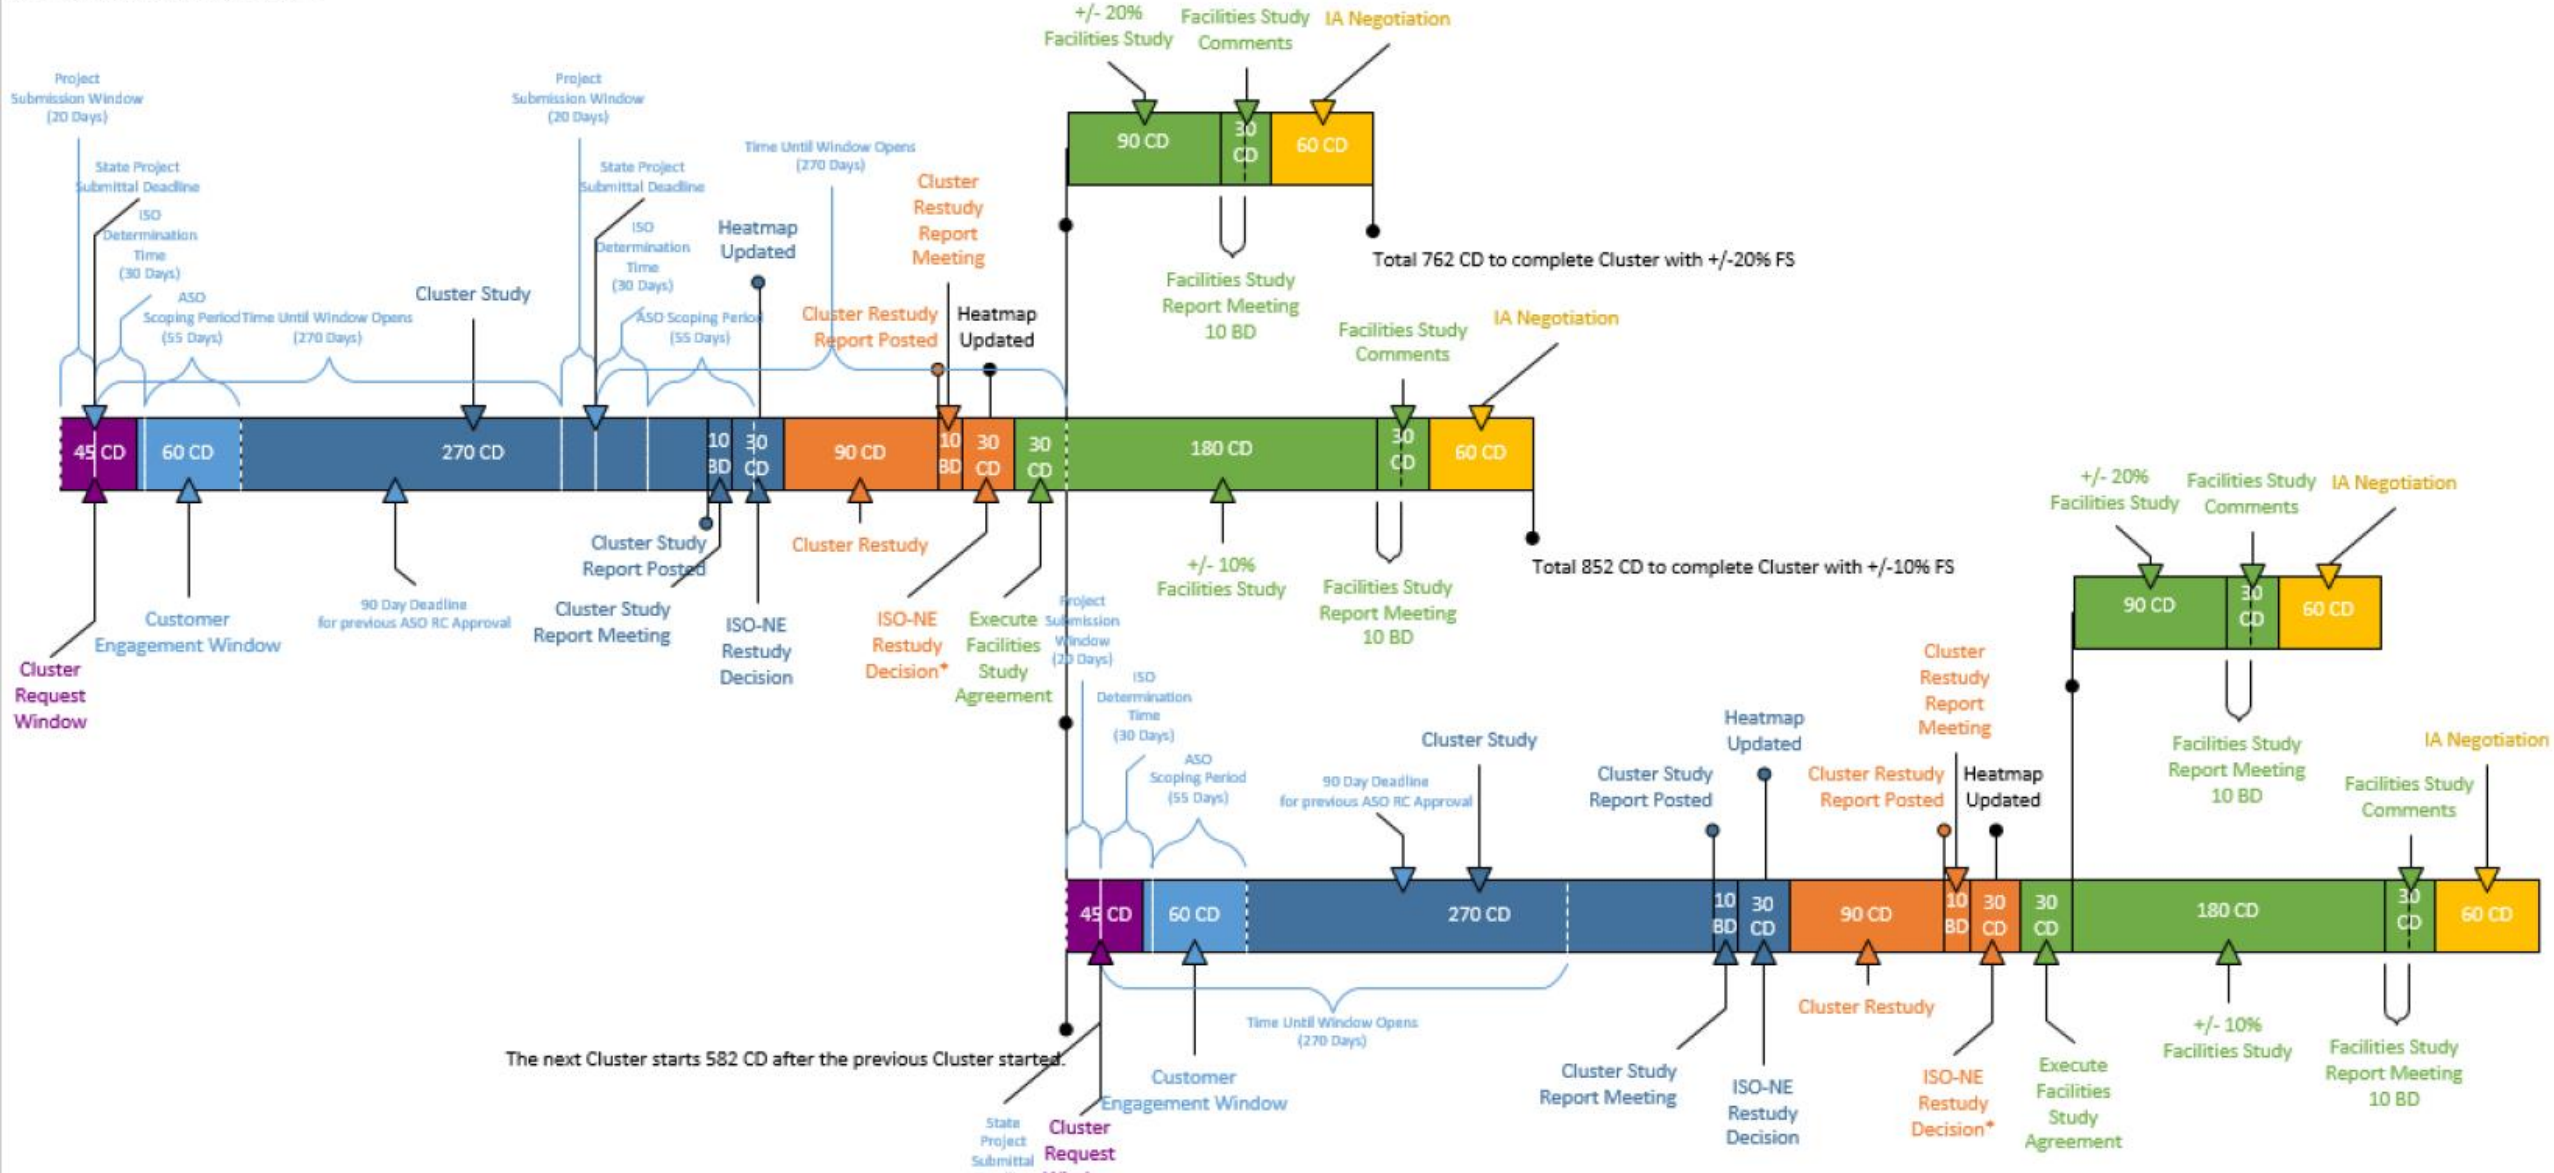 +/- 20%
Facilities Study
Facilities Study
Comments
IA Negotiation
90 CD
30
CD
60 CD
Facilities Study
Report Meeting
10 BD
Total 762 CD to complete Cluster with +/-20% FS
Project
Submission Window
(20 Days)
State Project
Submittal Deadline
ISO
Determination
Time
(30 Days)
ASO
Scoping Period
(55 Days)
Time Until Window Opens
(270 Days)
Cluster Study
Project
Submission Window
(20 Days)
State Project
Submittal Deadline
ISO
Determination
Time
(30 Days)
ASO Scoping Period
(55 Days)
Heatmap
Updated
Time Until Window Opens
(270 Days)
Cluster Restudy
Report Posted
Cluster
Restudy
Report
Meeting
Heatmap
Updated
Facilities Study
Comments
IA Negotiation
45 CD
60 CD
270 CD
10
BD
30
CD
90 CD
10
BD
30
CD
30
CD
180 CD
30
CD
60 CD
Cluster
Request
Window
Customer
Engagement Window
90 Day Deadline
for previous ASO RC Approval
Cluster Study
Report Posted
Cluster Study
Report Meeting
ISO-NE
Restudy
Decision
Cluster Restudy
ISO-NE
Restudy
Decision*
Execute
Facilities
Study
Agreement
+/- 10%
Facilities Study
Facilities Study
Report Meeting
10 BD
Total 852 CD to complete Cluster with +/-10% FS
+/- 20%
Facilities Study
Facilities Study
Comments
IA Negotiation
90 CD
30
CD
60 CD
Facilities Study
Report Meeting
10 BD
Project
Submission
Window
(20 Days)
ISO
Determination
Time
(30 Days)
ASO
Scoping Period
(55 Days)
90 Day Deadline
for previous ASO RC Approval
Cluster Study
Cluster Study
Report Posted
Heatmap
Updated
Cluster Restudy
Report Posted
Cluster
Restudy
Report
Meeting
Heatmap
Updated
Facilities Study
Comments
IA Negotiation
45 CD
60 CD
270 CD
10
BD
30
CD
90 CD
10
BD
30
CD
30
CD
180 CD
30
CD
60 CD
The next Cluster starts 582 CD after the previous Cluster started.
State
Project
Submittal
Cluster
Request
Customer
Engagement Window
Time Until Window Opens
(270 Days)
Cluster Study
Report Meeting
ISO-NE
Restudy
Decision
Cluster Restudy
ISO-NE
Restudy
Decision*
Execute
Facilities
Study
Agreement
+/- 10%
Facilities Study
Facilities Study
Report Meeting
10 BD